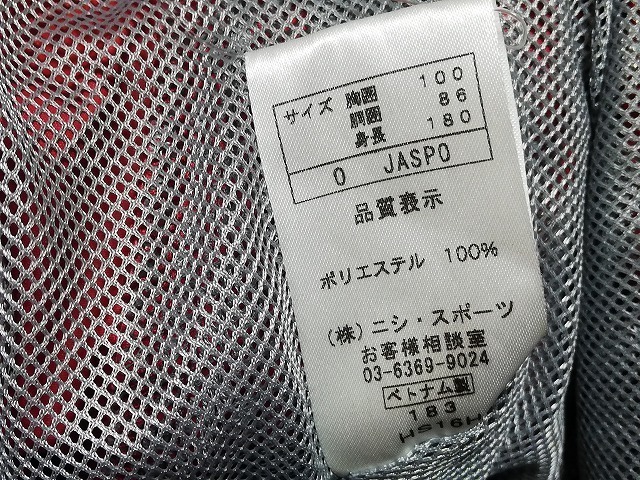 サイズ 胸囲 100
胴囲 86
身長 180
O JASPO
品質表示
ポリエステル 100%
(株)ニシ・スポーツ
お客様相談室
03-6369-9024
ベトナム製
183
HS16H